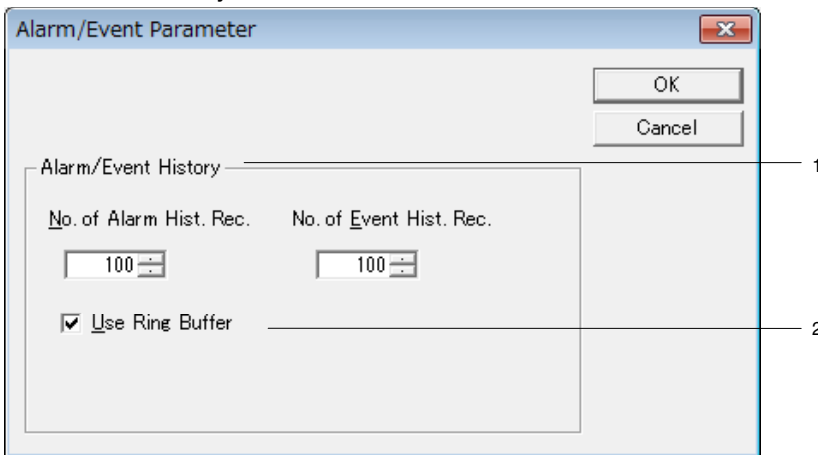 Alarm/Event Parameter
OK
Cancel
Alarm/Event History
1
No. of Alarm Hist. Rec. No. of Event Hist. Rec.
100 100
Use Ring Buffer
2